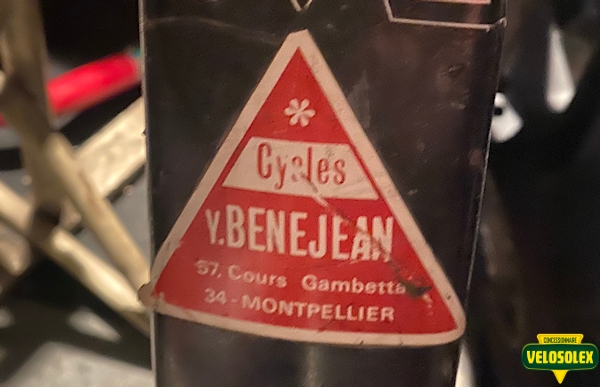 Cycles
Y.BENEJEAN
57, Cours Gambetta
34-MONTPELLIER
CONCESSIONNAIRE
VELOSOLEX